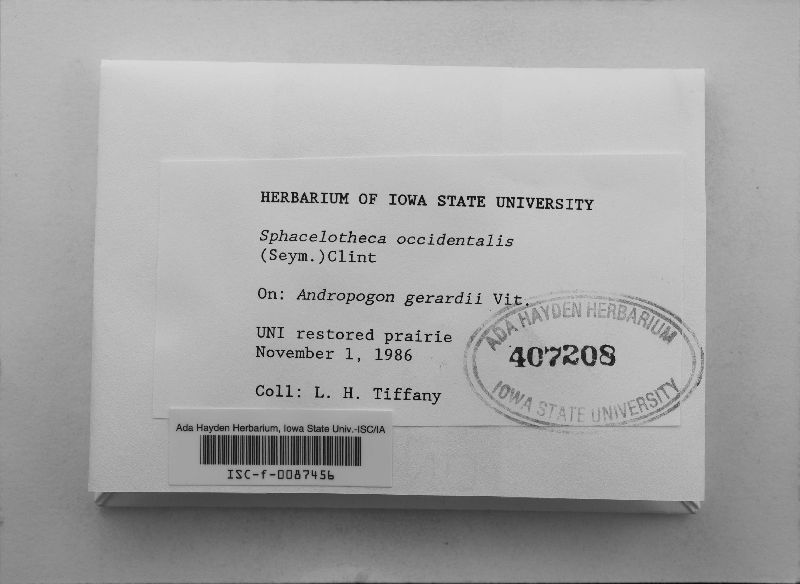 HERBARIUM OF IOWA STATE UNIVERSITY
Sphacelotheca occidentalis
(Seym.)Clint
On: Andropogon gerardii Vit.
UNI restored prairie
November 1, 1986
Coll: L. H. Tiffany
ADA HAYDEN HERBARIUM
407208
IOWA STATE UNIVERSITY
Ada Hayden Herbarium, Iowa State Univ.-ISC/IA
ISC-f-0087456